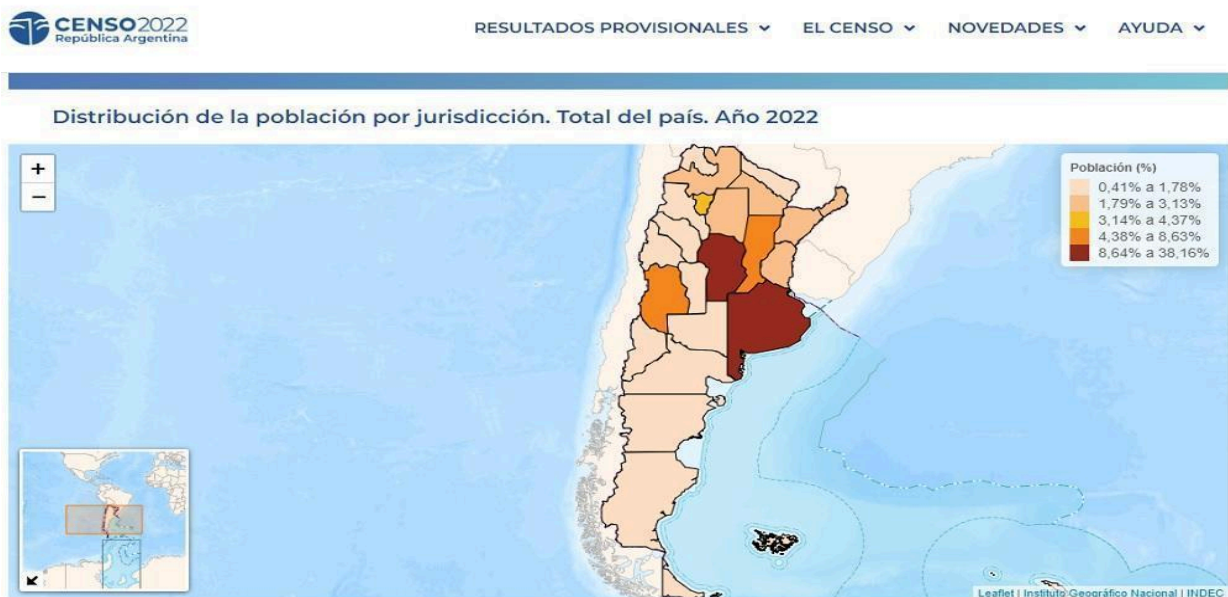 CENSO2022
República Argentina
RESULTADOS PROVISIONALES EL CENSO NOVEDADES AYUDA
Distribución de la población por jurisdicción. Total del país. Año 2022
+
−
Población (%)
0,41% a 1,78%
1,79% a 3,13%
3,14% a 4,37%
4,38% a 8,63%
8,64% a 38,16%
Leaflet | Instituto Geográfico Nacional | INDEC